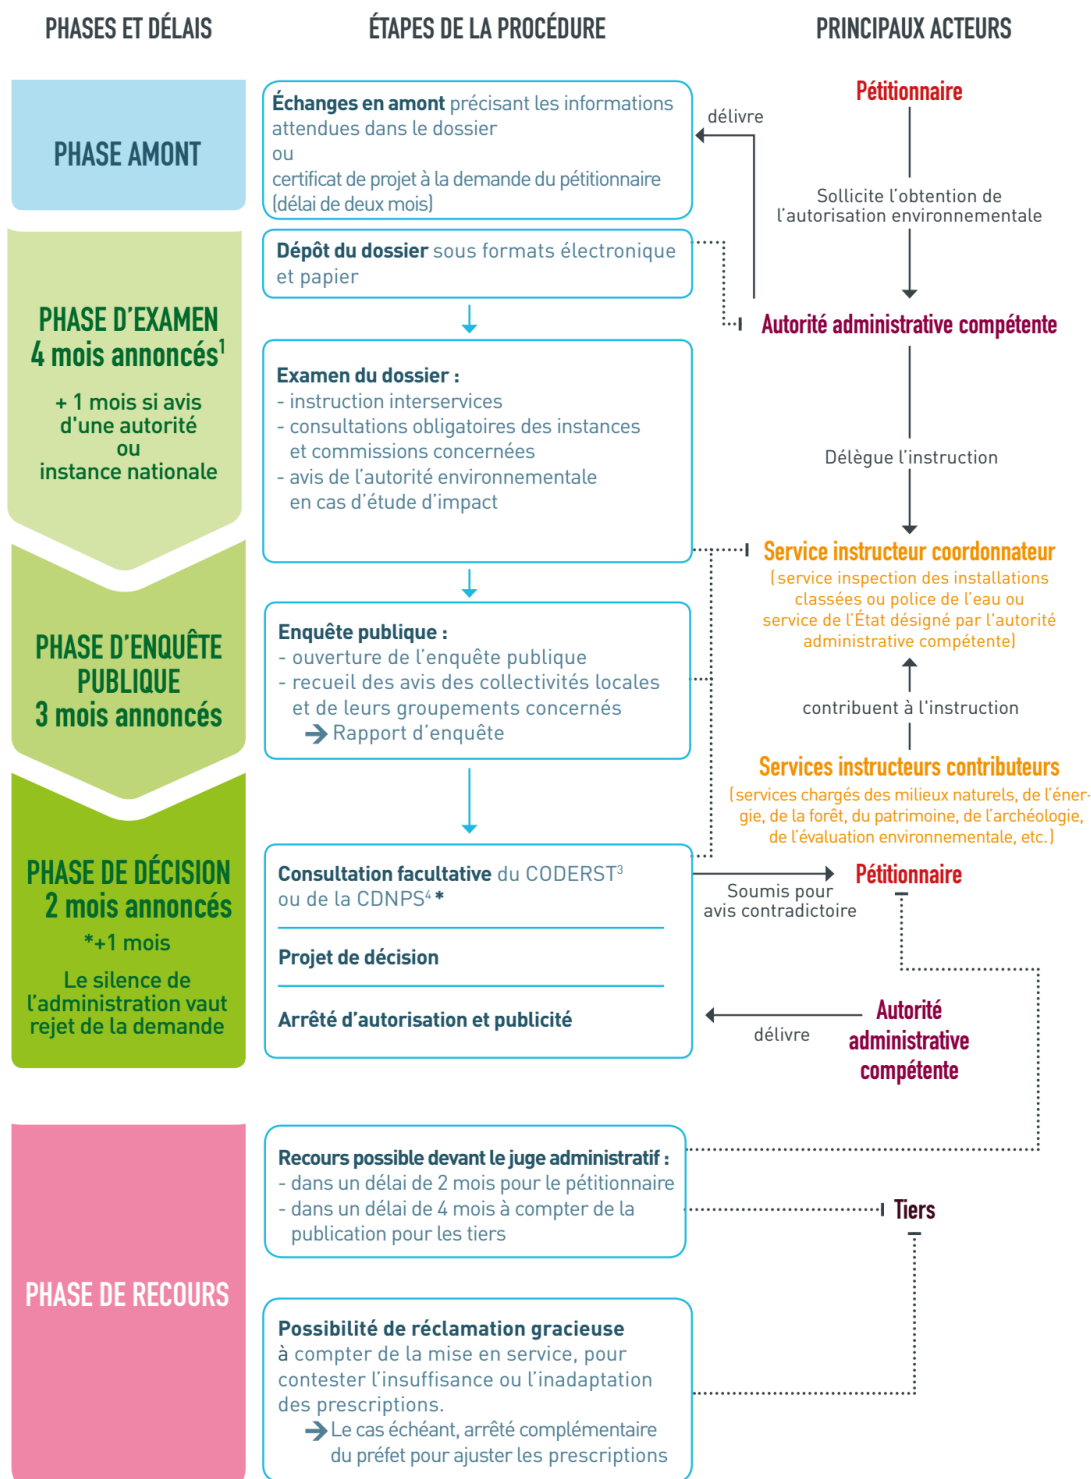 PHASES ET DÉLAIS
ÉTAPES DE LA PROCÉDURE
PRINCIPAUX ACTEURS
PHASE AMONT
Échanges en amont précisant les informations
attendues dans le dossier
ou
certificat de projet à la demande du pétitionnaire
(délai de deux mois)
délivre
Pétitionnaire
Sollicite l'obtention de
l'autorisation environnementale
PHASE D'EXAMEN
4 mois annoncés¹
+ 1 mois si avis
d'une autorité
ou
instance nationale
Dépôt du dossier sous formats électronique
et papier
Autorité administrative compétente
Examen du dossier :
- instruction interservices
- consultations obligatoires des instances
et commissions concernées
- avis de l'autorité environnementale
en cas d'étude d'impact
Délègue l'instruction
Service instructeur coordonnateur
(service inspection des installations
classées ou police de l'eau ou
service de l'État désigné par l'autorité
administrative compétente)
PHASE D'ENQUÊTE
PUBLIQUE
3 mois annoncés
Enquête publique :
- ouverture de l'enquête publique
- recueil des avis des collectivités locales
et de leurs groupements concernés
➔ Rapport d'enquête
contribuent à l'instruction
Services instructeurs contributeurs
(services chargés des milieux naturels, de l'éner-
gie, de la forêt, du patrimoine, de l'archéologie,
de l'évaluation environnementale, etc.)
PHASE DE DÉCISION
2 mois annoncés
*+1 mois
Le silence de
l'administration vaut
rejet de la demande
Consultation facultative du CODERST³
ou de la CDNPS⁴ *
Projet de décision
Arrêté d'autorisation et publicité
Soumis pour
avis contradictoire
Pétitionnaire
délivre
Autorité
administrative
compétente
PHASE DE RECOURS
Recours possible devant le juge administratif :
- dans un délai de 2 mois pour le pétitionnaire
- dans un délai de 4 mois à compter de la
publication pour les tiers
Tiers
Possibilité de réclamation gracieuse
à compter de la mise en service, pour
contester l'insuffisance ou l'inadaptation
des prescriptions.
➔ Le cas échéant, arrêté complémentaire
du préfet pour ajuster les prescriptions